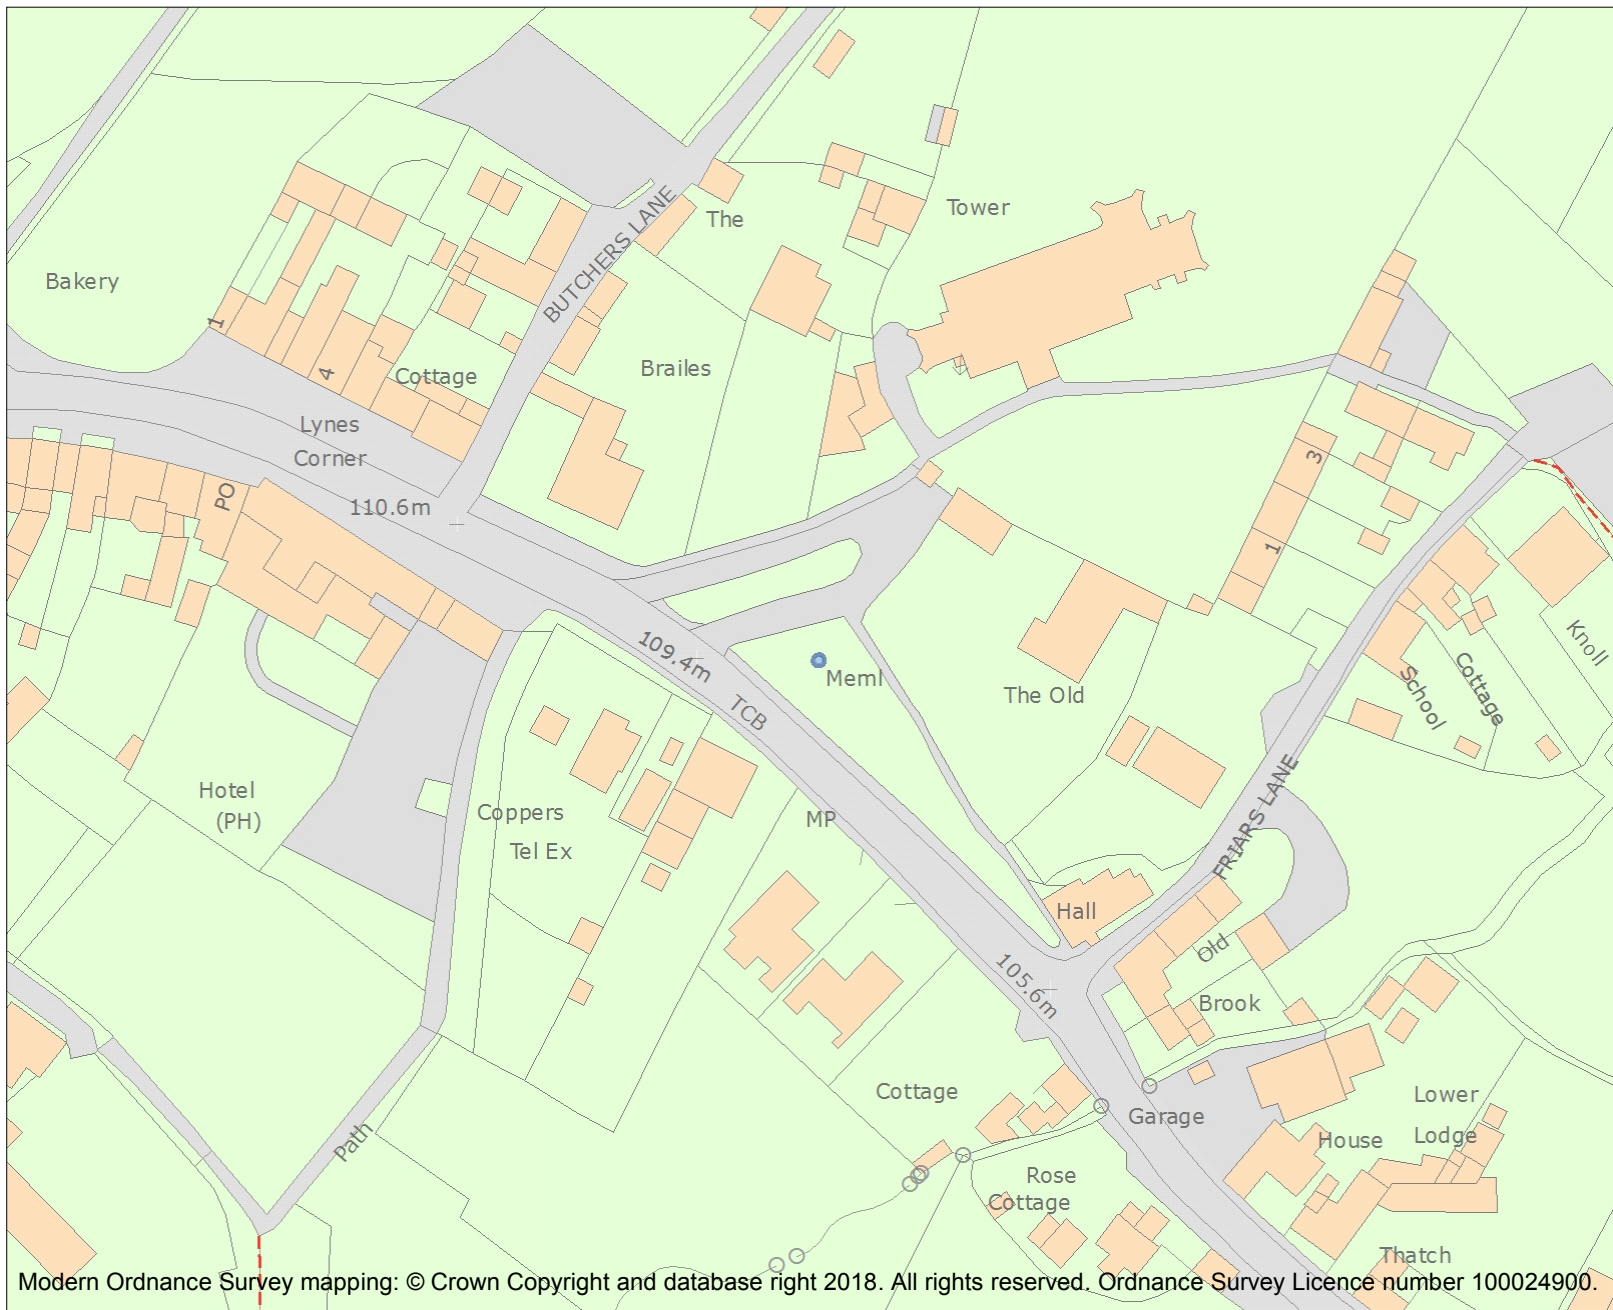 Tower
The
BUTCHERS LANE
Bakery
1
4
Cottage
Brailes
Lynes
Corner
PO
110.6m
3
1
109.4m
Meml
TCB
The Old
Knoll
Cottage
School
Hotel
(PH)
Coppers
Tel Ex
MP
FRIARS LANE
Hall
Old
105.6m
Brook
Cottage
Garage
Lower
Lodge
House
Path
Rose
Cottage
Thatch
Modern Ordnance Survey mapping: © Crown Copyright and database right 2018. All rights reserved. Ordnance Survey Licence number 100024900.